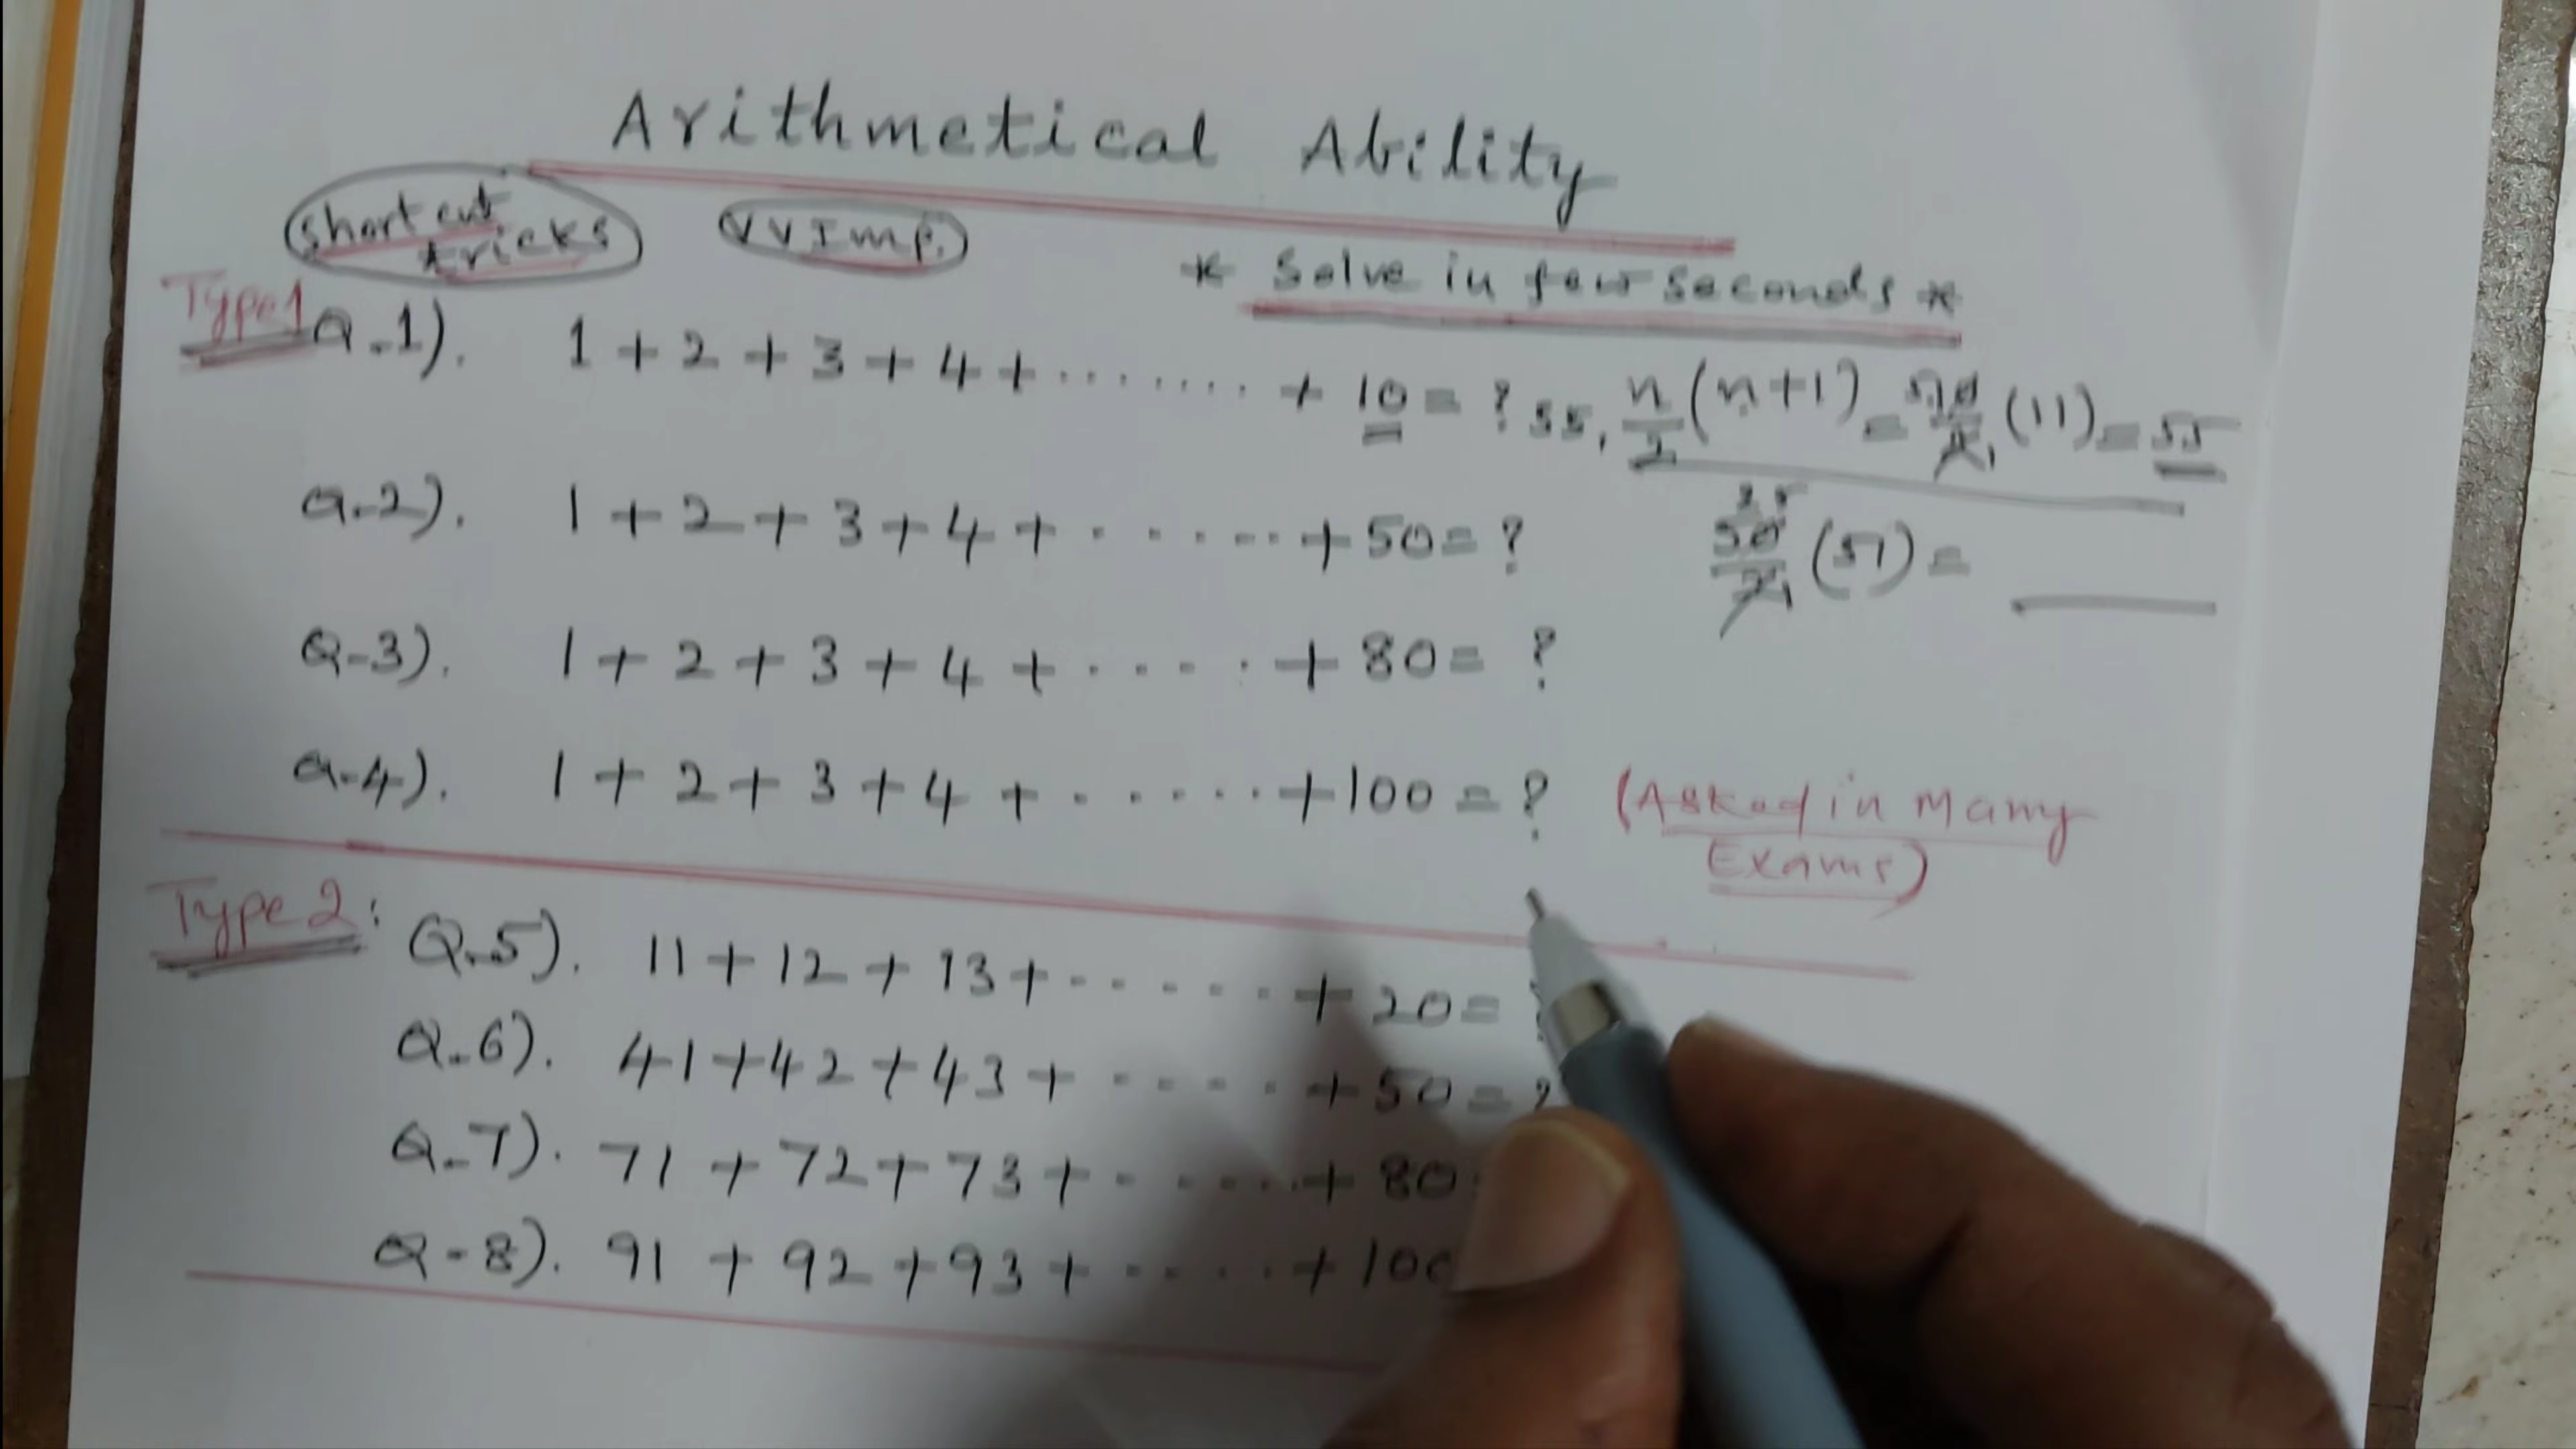 Arithmetical Ability
Short cut tricks
VVImp.
* Solve in few seconds *
Type1 Q.1). 1 + 2 + 3 + 4 + ........ + 10 = ? 55, n/2 (n+1) = 10/2 (11) = 55
Q.2). 1 + 2 + 3 + 4 + ...... + 50 = ? 50/2 (51) =
Q-3). 1 + 2 + 3 + 4 + ..... + 80 = ?
Q-4). 1 + 2 + 3 + 4 + ...... + 100 = ? (Asked in Many
Exams)
Type 2: Q.5). 11 + 12 + 13 + ...... + 20 =
Q.6). 41 + 42 + 43 + ..... + 50 = ?
Q-7). 71 + 72 + 73 + ..... + 80
Q-8). 91 + 92 + 93 + ..... + 100